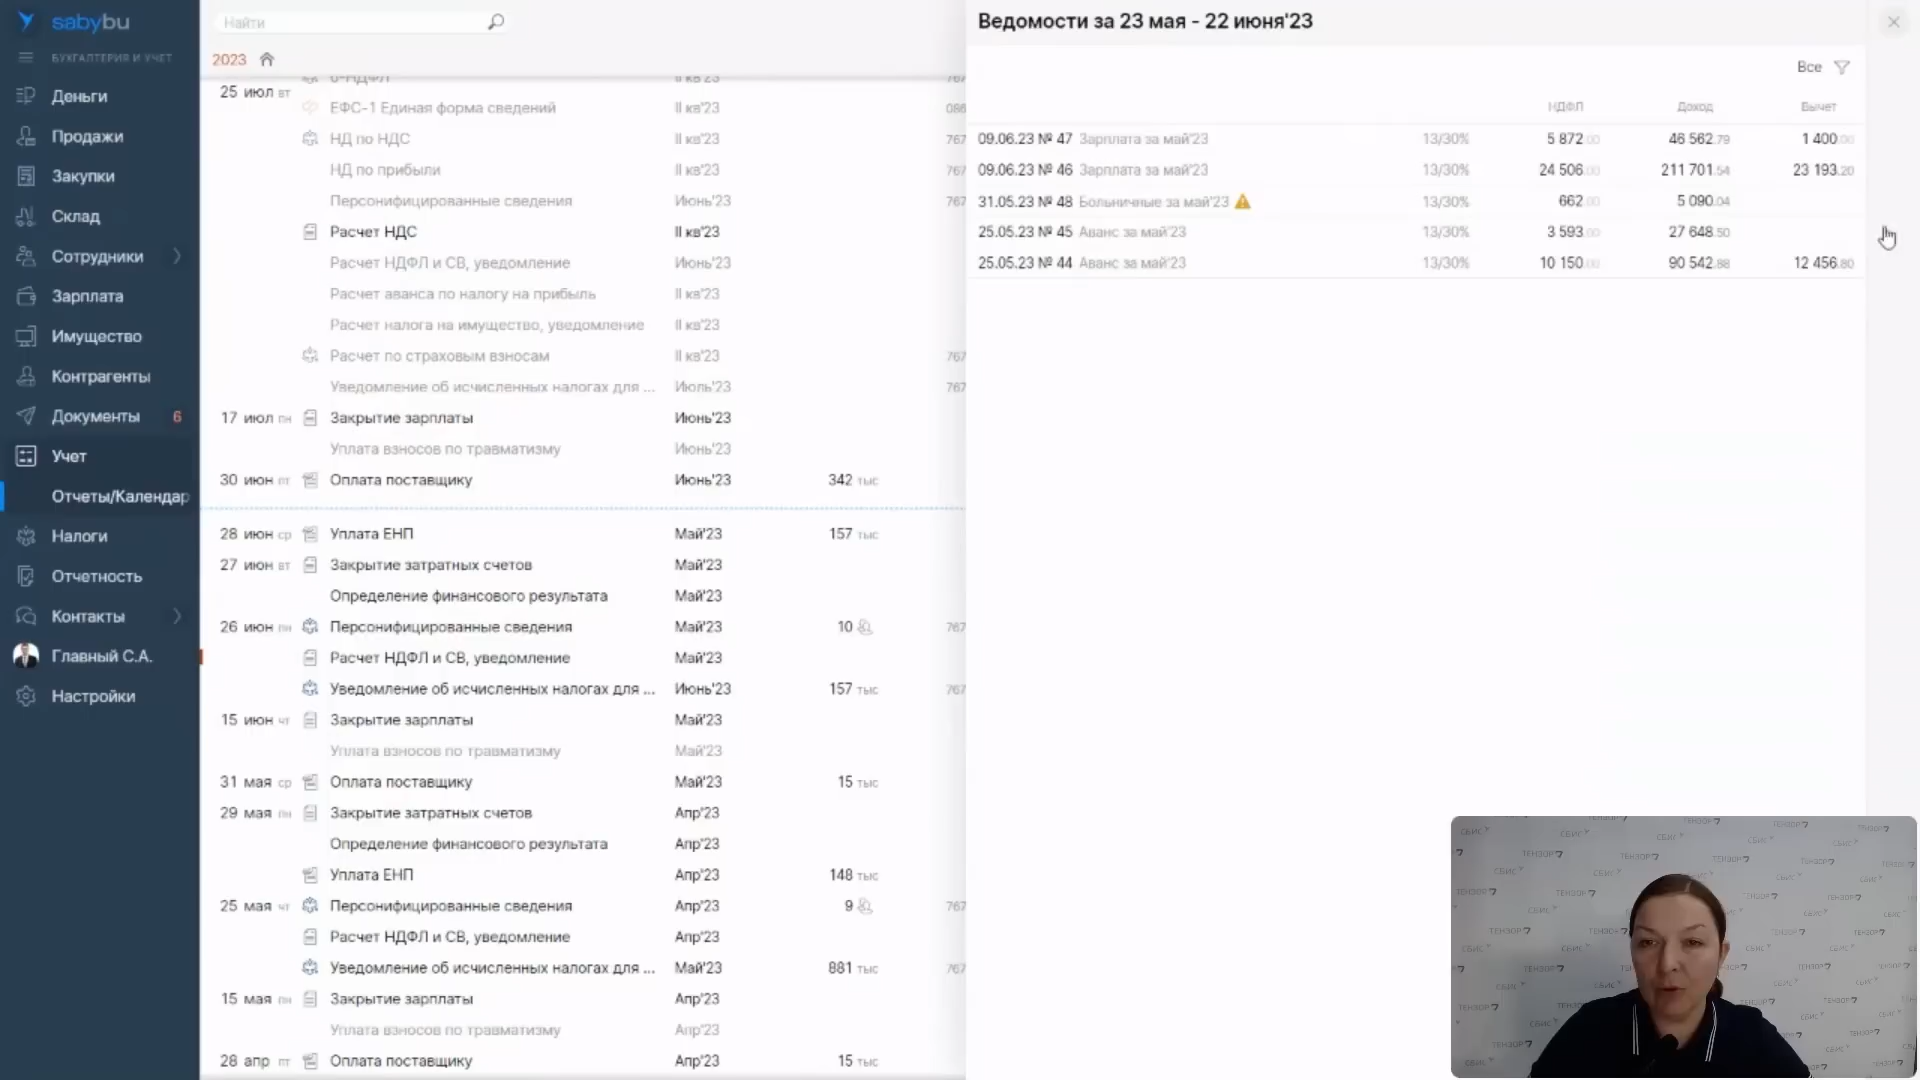 sabybu
БУХГАЛТЕРИЯ И УЧЕТ
Деньги
Продажи
Закупки
Склад
Сотрудники
Зарплата
Имущество
Контрагенты
Документы 6
Учет
Отчеты/Календар
Налоги
Отчетность
Контакты
Главный С.А.
Настройки
Найти
2023
6-НДФЛ II кв'23 767
25 июл вт
ЕФС-1 Единая форма сведений II кв'23 086
НД по НДС II кв'23 767
НД по прибыли II кв'23 767
Персонифицированные сведения Июнь'23 767
Расчет НДС II кв'23
Расчет НДФЛ и СВ, уведомление Июнь'23
Расчет аванса по налогу на прибыль II кв'23
Расчет налога на имущество, уведомление II кв'23
Расчет по страховым взносам II кв'23 767
Уведомление об исчисленных налогах для ... Июль'23 767
17 июл пн Закрытие зарплаты Июнь'23
Уплата взносов по травматизму Июнь'23
30 июн пт Оплата поставщику Июнь'23 342 тыс
28 июн ср Уплата ЕНП Май'23 157 тыс
27 июн вт Закрытие затратных счетов Май'23
Определение финансового результата Май'23
26 июн пн Персонифицированные сведения Май'23 10 767
Расчет НДФЛ и СВ, уведомление Май'23
Уведомление об исчисленных налогах для ... Июнь'23 157 тыс 767
15 июн чт Закрытие зарплаты Май'23
Уплата взносов по травматизму Май'23
31 мая ср Оплата поставщику Май'23 15 тыс
29 мая пн Закрытие затратных счетов Апр'23
Определение финансового результата Апр'23
Уплата ЕНП Апр'23 148 тыс
25 мая чт Персонифицированные сведения Апр'23 9 767
Расчет НДФЛ и СВ, уведомление Апр'23
Уведомление об исчисленных налогах для ... Май'23 881 тыс 767
15 мая пн Закрытие зарплаты Апр'23
Уплата взносов по травматизму Апр'23
28 апр пт Оплата поставщику Апр'23 15 тыс
Ведомости за 23 мая - 22 июня'23
Все
НДФЛ Доход Вычет
09.06.23 № 47 Зарплата за май'23 13/30% 5 872.00 46 562.79 1 400.00
09.06.23 № 46 Зарплата за май'23 13/30% 24 506.00 211 701.54 23 193.20
31.05.23 № 48 Больничные за май'23 13/30% 662.00 5 090.04
25.05.23 № 45 Аванс за май'23 13/30% 3 593.00 27 648.50
25.05.23 № 44 Аванс за май'23 13/30% 10 150.00 90 542.88 12 456.80
СБИС
ТЕНЗОР